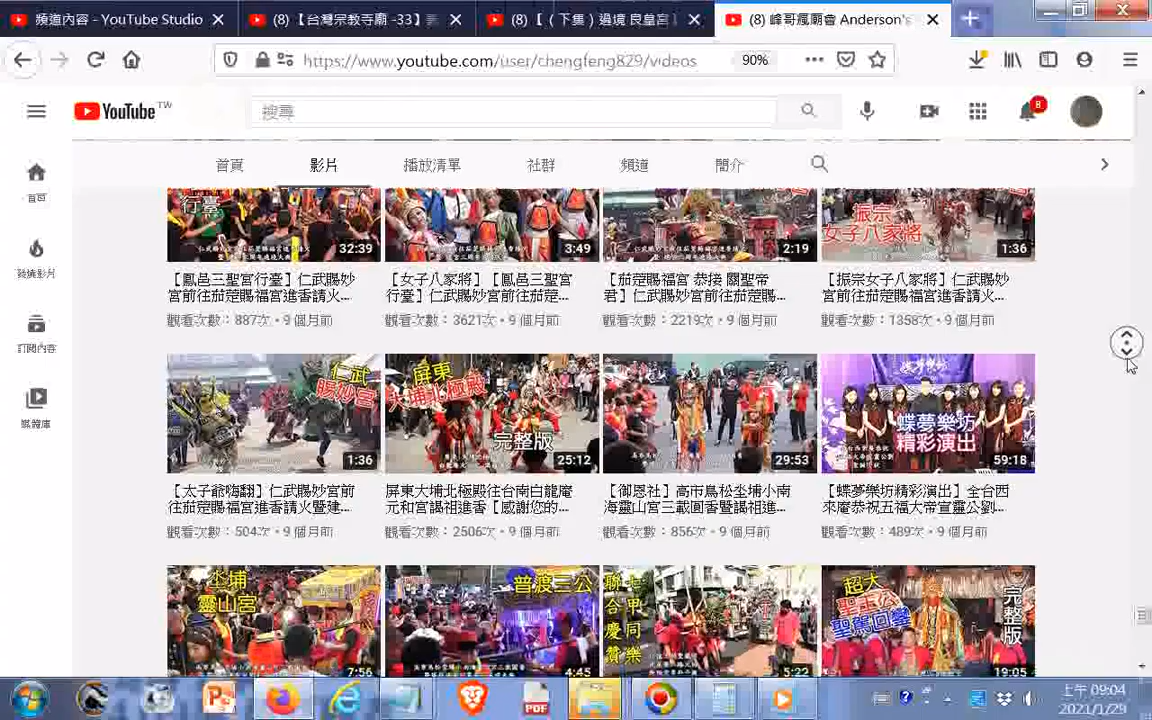 頻道內容 - YouTube Studio
(8)【台灣宗教寺廟 -33】
(8)【（下集）過境 良皇宮】
(8) 峰哥瘋廟會 Anderson's
https://www.youtube.com/user/chengfeng829/videos
90%
YouTube TW
搜尋
8
首頁
影片
播放清單
社群
頻道
簡介
首頁
發燒影片
訂閱內容
媒體庫
行臺
振宗
女子八家將
32:39
3:49
2:19
1:36
【鳳邑三聖宮行臺】仁武賜妙
宮前往茄萣賜福宮進香請火...
觀看次數：887次・9 個月前
【女子八家將】【鳳邑三聖宮
行臺】仁武賜妙宮前往茄萣...
觀看次數：3621次・9 個月前
【茄萣賜福宮 恭接 關聖帝
君】仁武賜妙宮前往茄萣賜...
觀看次數：2219次・9 個月前
【振宗女子八家將】仁武賜妙
宮前往茄萣賜福宮進香請火...
觀看次數：1358次・9 個月前
仁武
賜妙宮
1:36
屏東
大埔北極殿
完整版
25:12
29:53
蝶夢樂坊
精彩演出
59:18
【太子爺嗨翻】仁武賜妙宮前
往茄萣賜福宮進香請火暨建...
觀看次數：504次・9 個月前
屏東大埔北極殿往台南白龍庵
元和宮謁祖進香【感謝您的...
觀看次數：2506次・9 個月前
【御恩社】高市鳥松坔埔小南
海靈山宮三載圓香暨謁祖進...
觀看次數：856次・9 個月前
【蝶夢樂坊精彩演出】全台西
來庵恭祝五福大帝宣靈公劉...
觀看次數：489次・9 個月前
坔埔
靈山宮
7:56
普渡三公
4:45
聯合慶讚
七甲同樂
5:22
超大
聖王公
聖駕回鑾
完整版
19:05
PDF
上午 09:04
2021/1/29